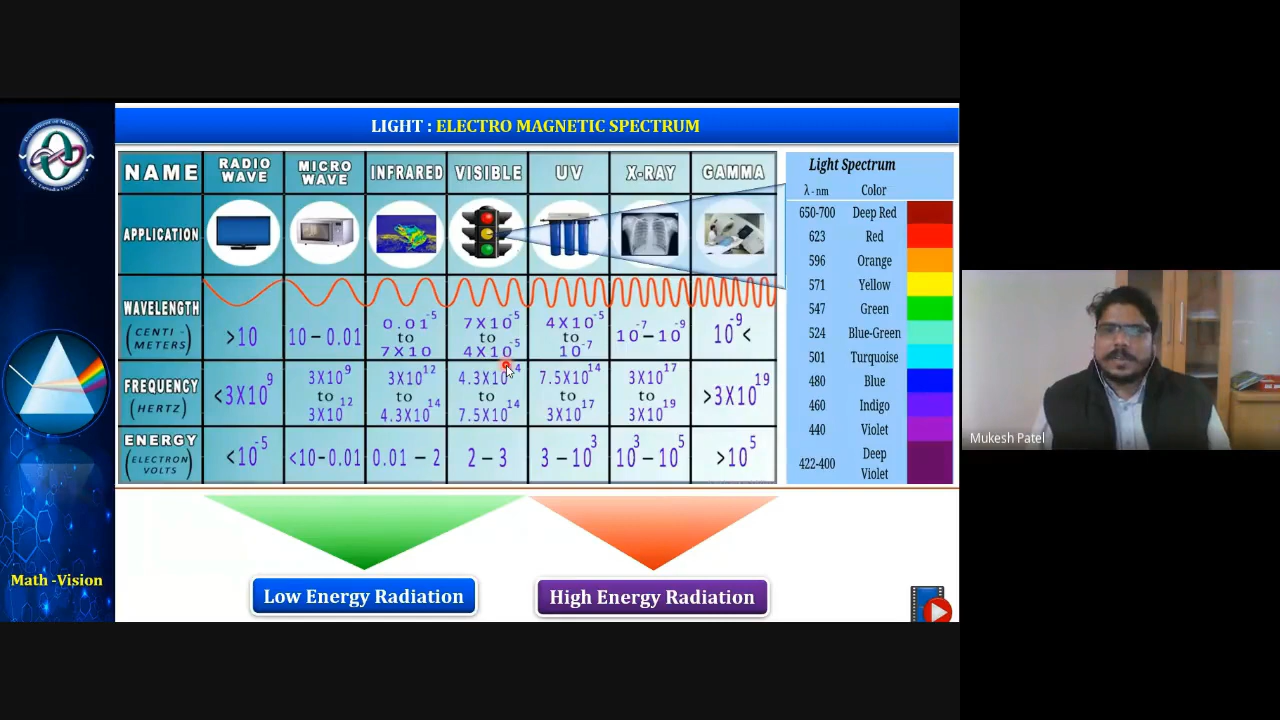 LIGHT : ELECTRO MAGNETIC SPECTRUM
NAME RADIO WAVE MICRO WAVE INFRARED VISIBLE UV X-RAY GAMMA
APPLICATION
WAVELENGTH (CENTI-METERS)
>10
10 – 0.01
0.01⁻⁵ to 7X10
7X10⁻⁵ to 4X10⁻⁵
4X10⁻⁵ to 10⁻⁷
10⁻⁷ – 10⁻⁹
10⁻⁹ <
FREQUENCY (HERTZ)
<3X10⁹
3X10⁹ to 3X10¹²
3X10¹² to 4.3X10¹⁴
4.3X10¹⁴ to 7.5X10¹⁴
7.5X10¹⁴ to 3X10¹⁷
3X10¹⁷ to 3X10¹⁹
>3X10¹⁹
ENERGY (ELECTRON VOLTS)
<10⁻⁵
<10-0.01
0.01 – 2
2 – 3
3 – 10³
10³ – 10⁵
>10⁵
Light Spectrum
λ - nm Color
650-700 Deep Red
623 Red
596 Orange
571 Yellow
547 Green
524 Blue-Green
501 Turquoise
480 Blue
460 Indigo
440 Violet
422-400 Deep Violet
Low Energy Radiation
High Energy Radiation
Math -Vision
Mukesh Patel